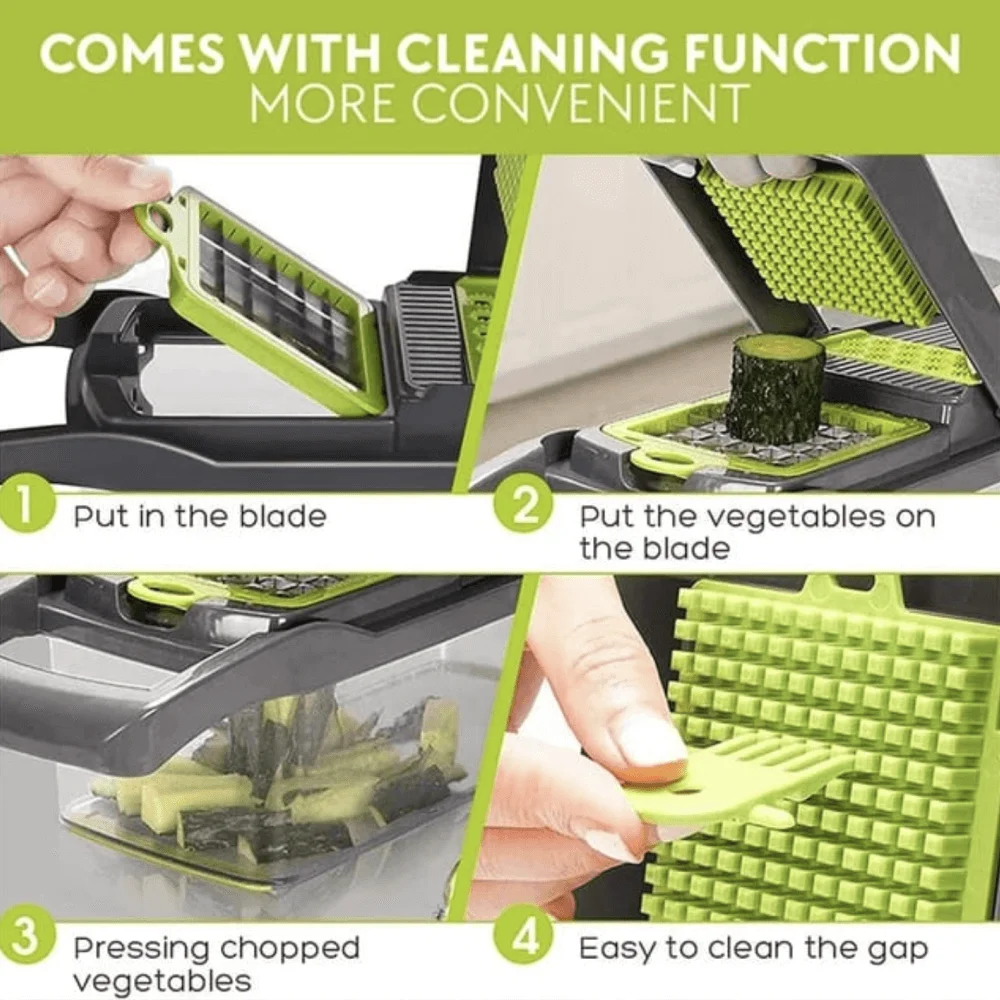 COMES WITH CLEANING FUNCTION
MORE CONVENIENT
1 Put in the blade
2 Put the vegetables on
the blade
3 Pressing chopped
vegetables
4 Easy to clean the gap